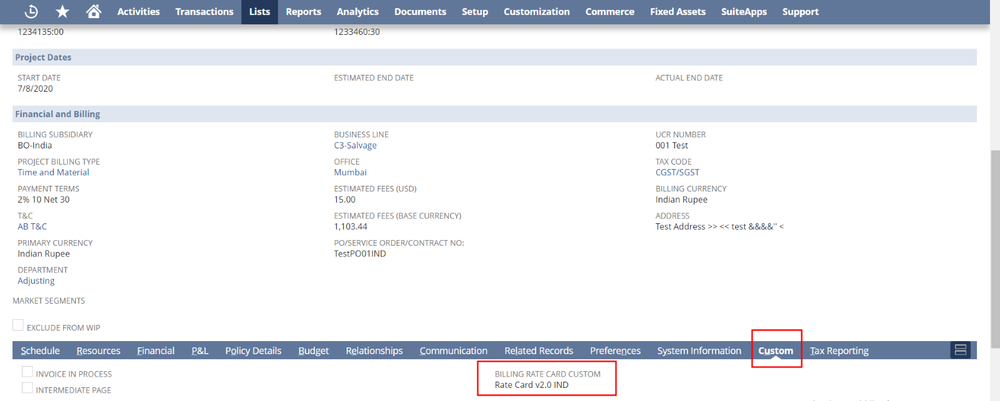 Activities Transactions Lists Reports Analytics Documents Setup Customization Commerce Fixed Assets SuiteApps Support
1234135:00 1233460:30
Project Dates
START DATE ESTIMATED END DATE ACTUAL END DATE
7/8/2020
Financial and Billing
BILLING SUBSIDIARY BUSINESS LINE UCR NUMBER
BO-India C3-Salvage 001 Test
PROJECT BILLING TYPE OFFICE TAX CODE
Time and Material Mumbai CGST/SGST
PAYMENT TERMS ESTIMATED FEES (USD) BILLING CURRENCY
2% 10 Net 30 15.00 Indian Rupee
T&C ESTIMATED FEES (BASE CURRENCY) ADDRESS
AB T&C 1,103.44 Test Address >> << test &&&&'' <
PRIMARY CURRENCY PO/SERVICE ORDER/CONTRACT NO:
Indian Rupee TestPO01IND
DEPARTMENT
Adjusting
MARKET SEGMENTS
EXCLUDE FROM WIP
Schedule Resources Financial P&L Policy Details Budget Relationships Communication Related Records Preferences System Information Custom Tax Reporting
INVOICE IN PROCESS BILLING RATE CARD CUSTOM
Rate Card v2.0 IND
INTERMEDIATE PAGE